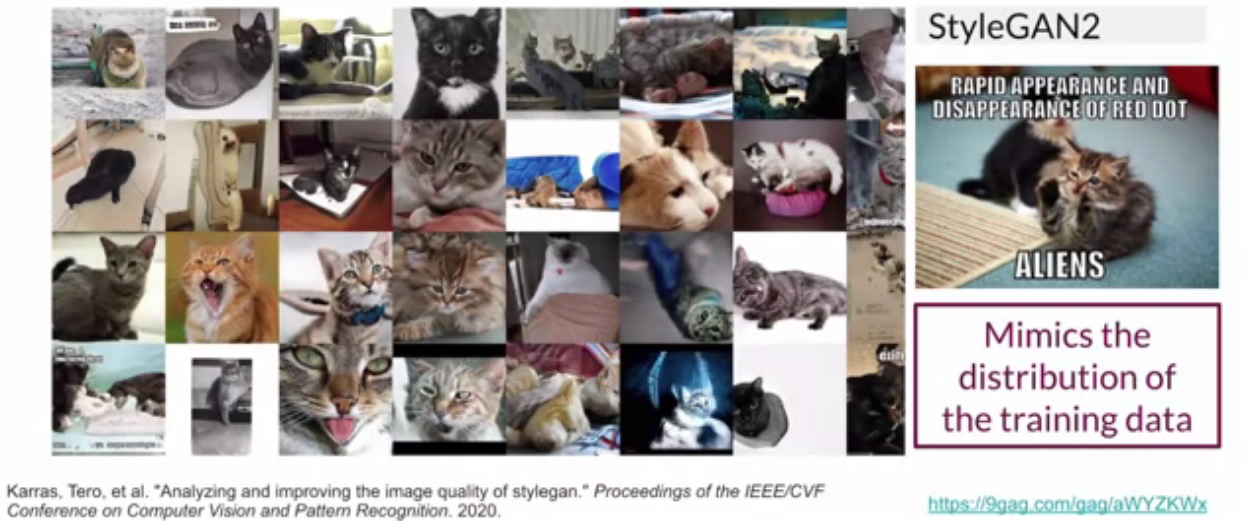 StyleGAN2
RAPID APPEARANCE AND
DISAPPEARANCE OF RED DOT
ALIENS
Mimics the
distribution of
the training data
Karras, Tero, et al. "Analyzing and improving the image quality of stylegan." Proceedings of the IEEE/CVF
Conference on Computer Vision and Pattern Recognition. 2020.
https://9gag.com/gag/aWYZKWx